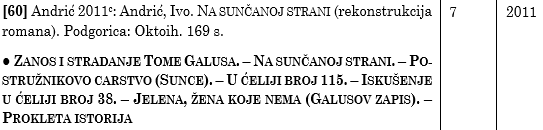 [60] Andrić 2011ᶜ: Andrić, Ivo. NA SUNČANOJ STRANI (rekonstrukcija 7 2011
romana). Podgorica: Oktoih. 169 s.
● ZANOS I STRADANJE TOME GALUSA. – NA SUNČANOJ STRANI. – PO-
STRUŽNIKOVO CARSTVO (SUNCE). – U ĆELIJI BROJ 115. – ISKUŠENJE
U ĆELIJI BROJ 38. – JELENA, ŽENA KOJE NEMA (GALUSOV ZAPIS). –
PROKLETA ISTORIJA